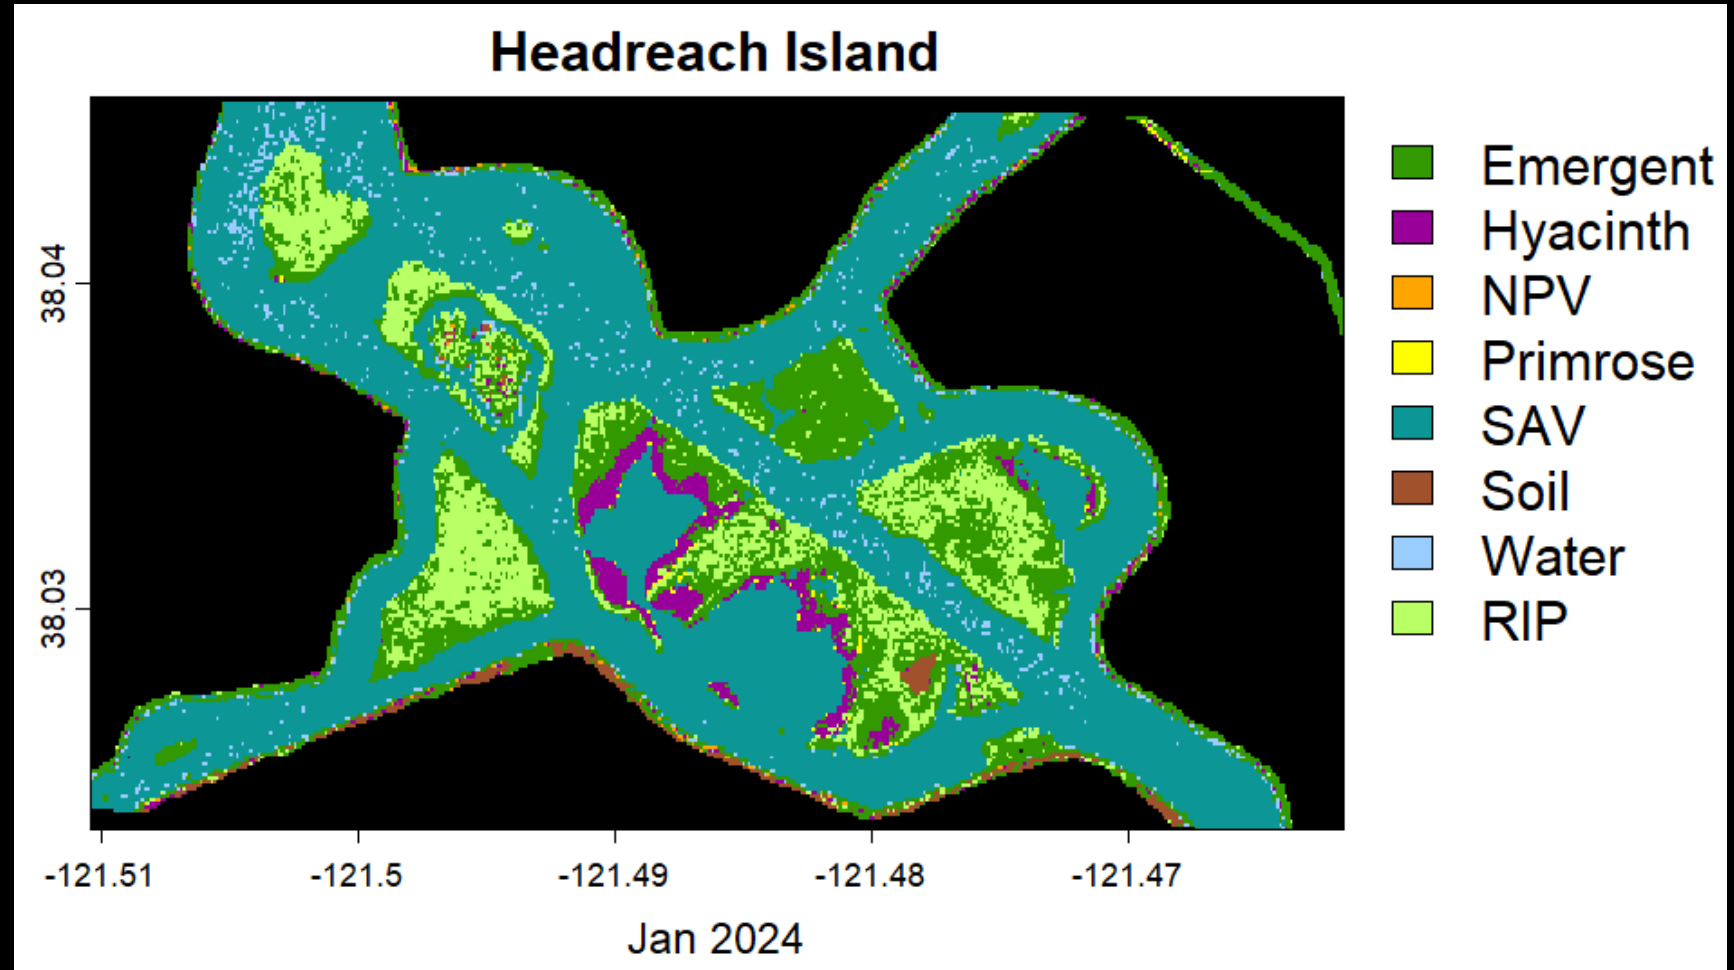 Headreach Island
38.04
38.03
-121.51
-121.5
-121.49
-121.48
-121.47
Jan 2024
Emergent
Hyacinth
NPV
Primrose
SAV
Soil
Water
RIP